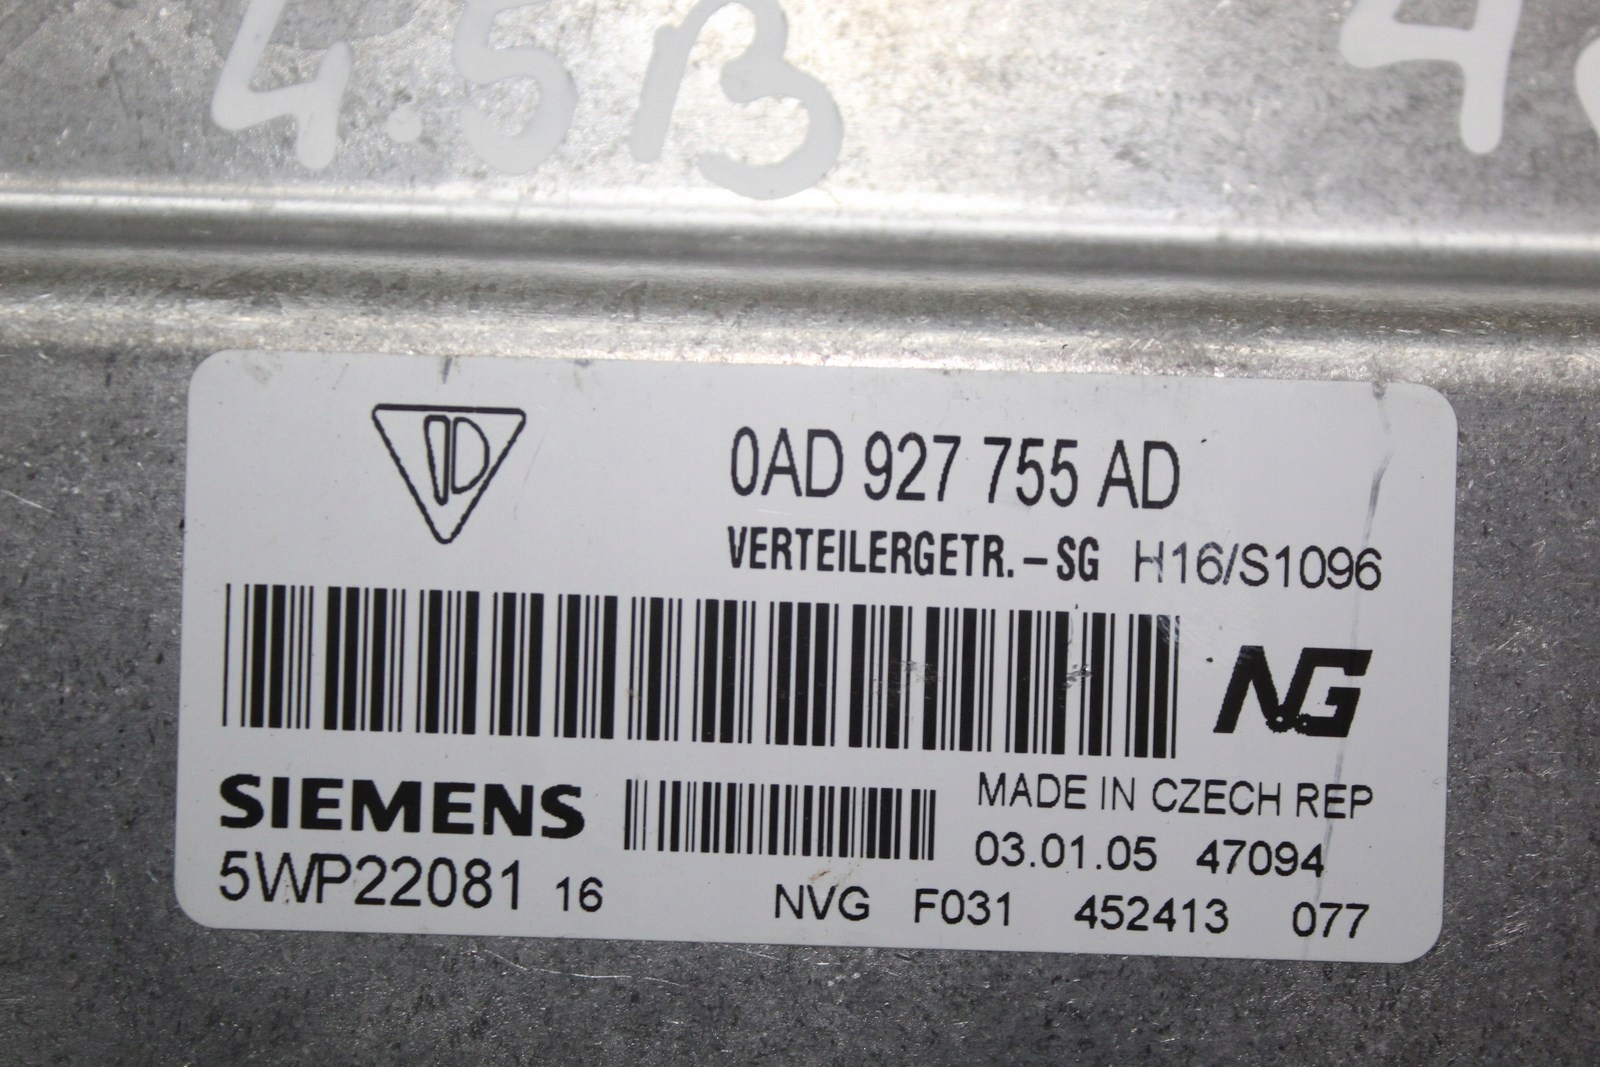 4.5B
4
0AD 927 755 AD
VERTEILERGETR.-SG H16/S1096
NG
SIEMENS
MADE IN CZECH REP
03.01.05 47094
5WP22081 16
NVG F031 452413 077